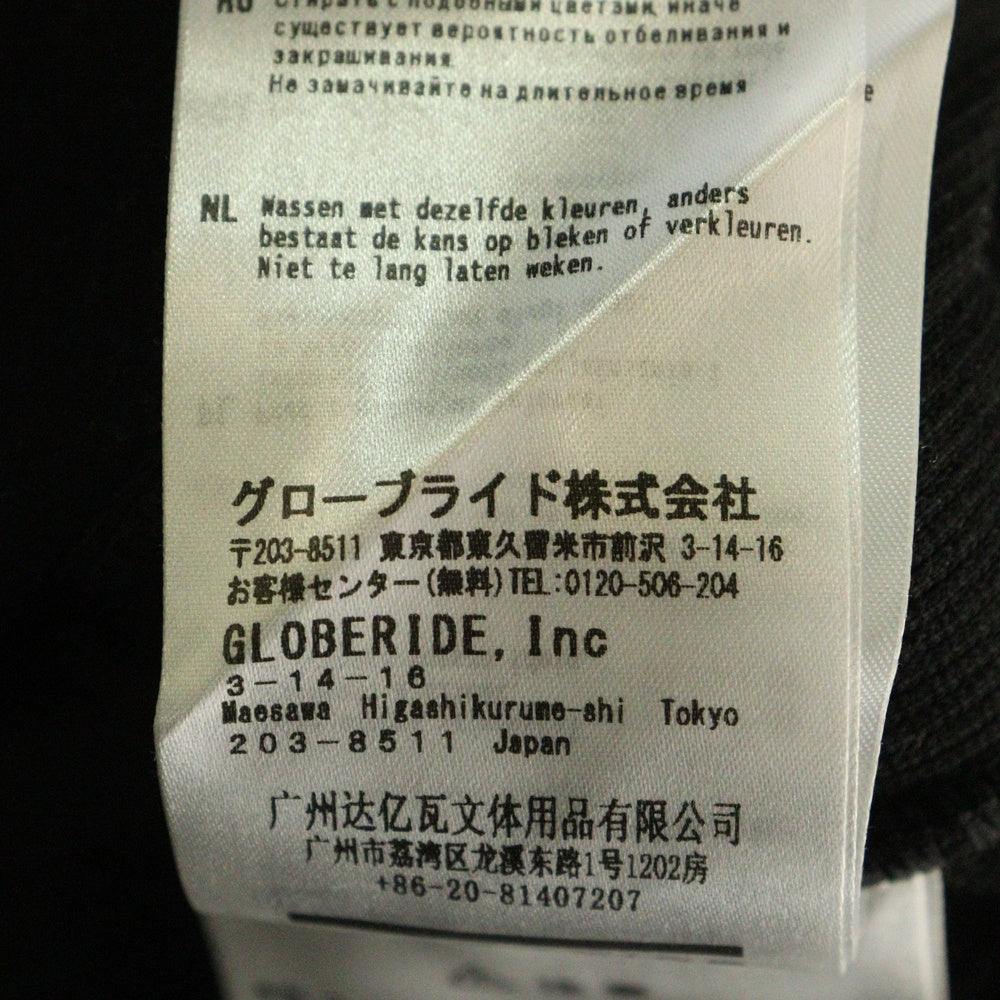 RU Стирать с подобными цветами, иначе
существует вероятность отбеливания и
закрашивания.
Не замачивайте на длительное время
e
NL Wassen met dezelfde kleuren, anders
bestaat de kans op bleken of verkleuren.
Niet te lang laten weken.
グローブライド株式会社
〒203-8511 東京都東久留米市前沢 3-14-16
お客様センター(無料)TEL:0120-506-204
GLOBERIDE, Inc
3-14-16
Maesawa Higashikurume-shi Tokyo
203-8511 Japan
广州达亿瓦文体用品有限公司
广州市荔湾区龙溪东路1号1202房
+86-20-81407207